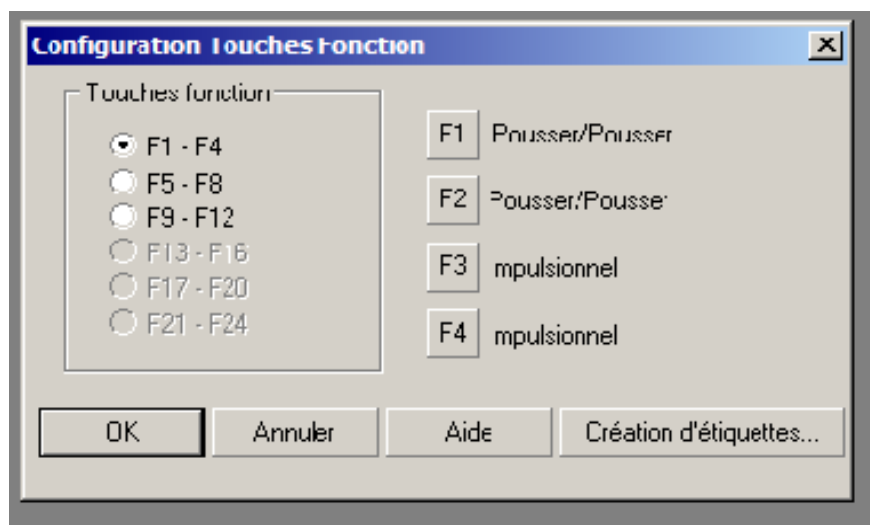 Configuration Touches Fonction
Touches fonction
F1 - F4
F5 - F8
F9 - F12
F13 - F16
F17 - F20
F21 - F24
F1 Pousser/Pousser
F2 Pousser/Pousser
F3 mpulsionnel
F4 mpulsionnel
OK Annuler Aide Création d'étiquettes...